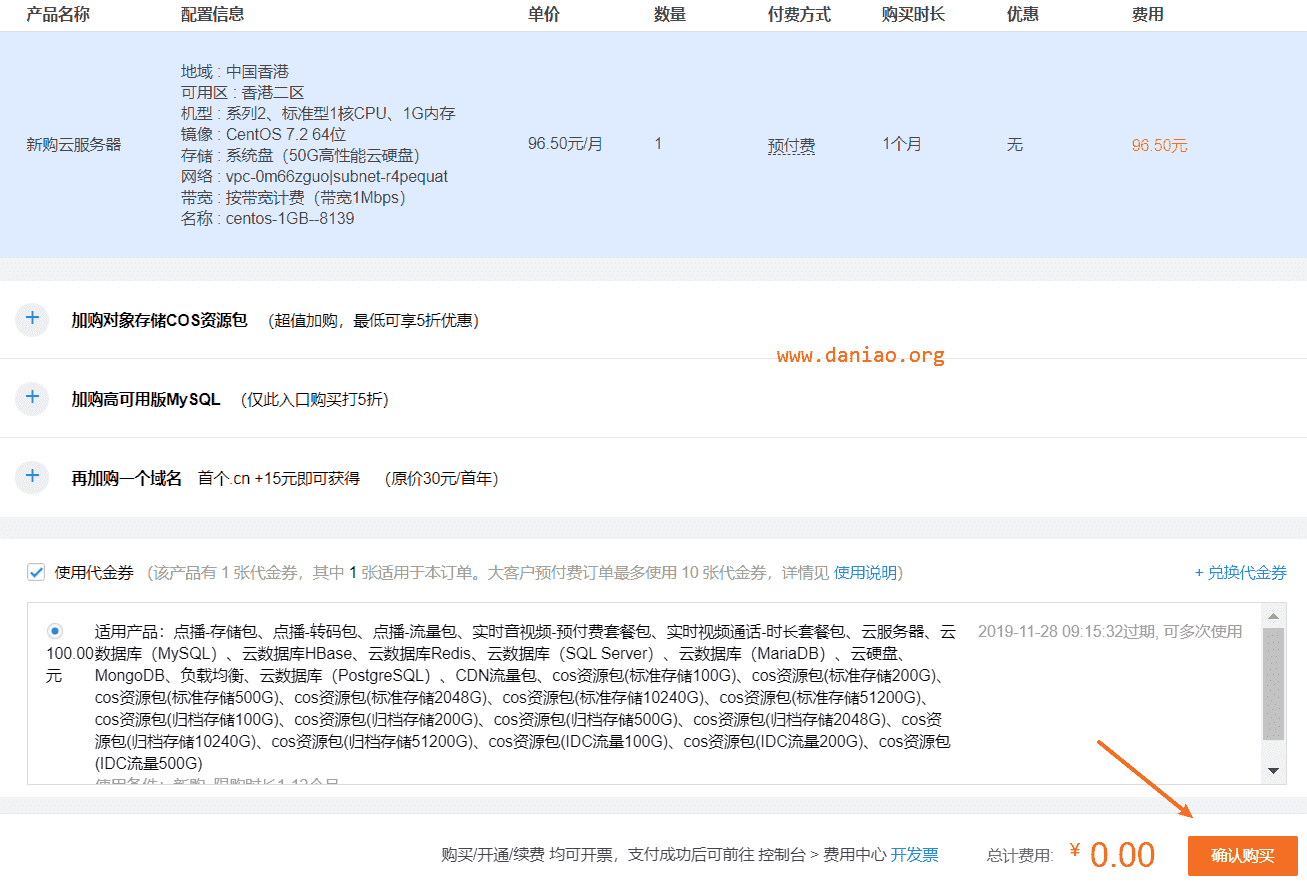 产品名称 配置信息 单价 数量 付费方式 购买时长 优惠 费用
地域 : 中国香港
可用区 : 香港二区
机型 : 系列2、标准型1核CPU、1G内存
镜像 : CentOS 7.2 64位
新购云服务器 96.50元/月 1 预付费 1个月 无 96.50元
存储 : 系统盘（50G高性能云硬盘）
网络 : vpc-0m66zguo|subnet-r4pequat
带宽 : 按带宽计费（带宽1Mbps）
名称 : centos-1GB--8139
+ 加购对象存储COS资源包 （超值加购，最低可享5折优惠）
www.daniao.org
+ 加购高可用版MySQL （仅此入口购买打5折）
+ 再加购一个域名 首个.cn +15元即可获得 （原价30元/首年）
使用代金券 （该产品有 1 张代金券，其中 1 张适用于本订单。大客户预付费订单最多使用 10 张代金券，详情见 使用说明） + 兑换代金券
适用产品：点播-存储包、点播-转码包、点播-流量包、实时音视频-预付费套餐包、实时视频通话-时长套餐包、云服务器、云 2019-11-28 09:15:32过期, 可多次使用
100.00 数据库（MySQL）、云数据库HBase、云数据库Redis、云数据库（SQL Server）、云数据库（MariaDB）、云硬盘、
元 MongoDB、负载均衡、云数据库（PostgreSQL）、CDN流量包、cos资源包(标准存储100G)、cos资源包(标准存储200G)、
cos资源包(标准存储500G)、cos资源包(标准存储2048G)、cos资源包(标准存储10240G)、cos资源包(标准存储51200G)、
cos资源包(归档存储100G)、cos资源包(归档存储200G)、cos资源包(归档存储500G)、cos资源包(归档存储2048G)、cos资
源包(归档存储10240G)、cos资源包(归档存储51200G)、cos资源包(IDC流量100G)、cos资源包(IDC流量200G)、cos资源包
(IDC流量500G)
使用条件：新购, 限购时长1-12个月
购买/开通/续费 均可开票，支付成功后可前往 控制台 > 费用中心 开发票 总计费用: ¥ 0.00 确认购买